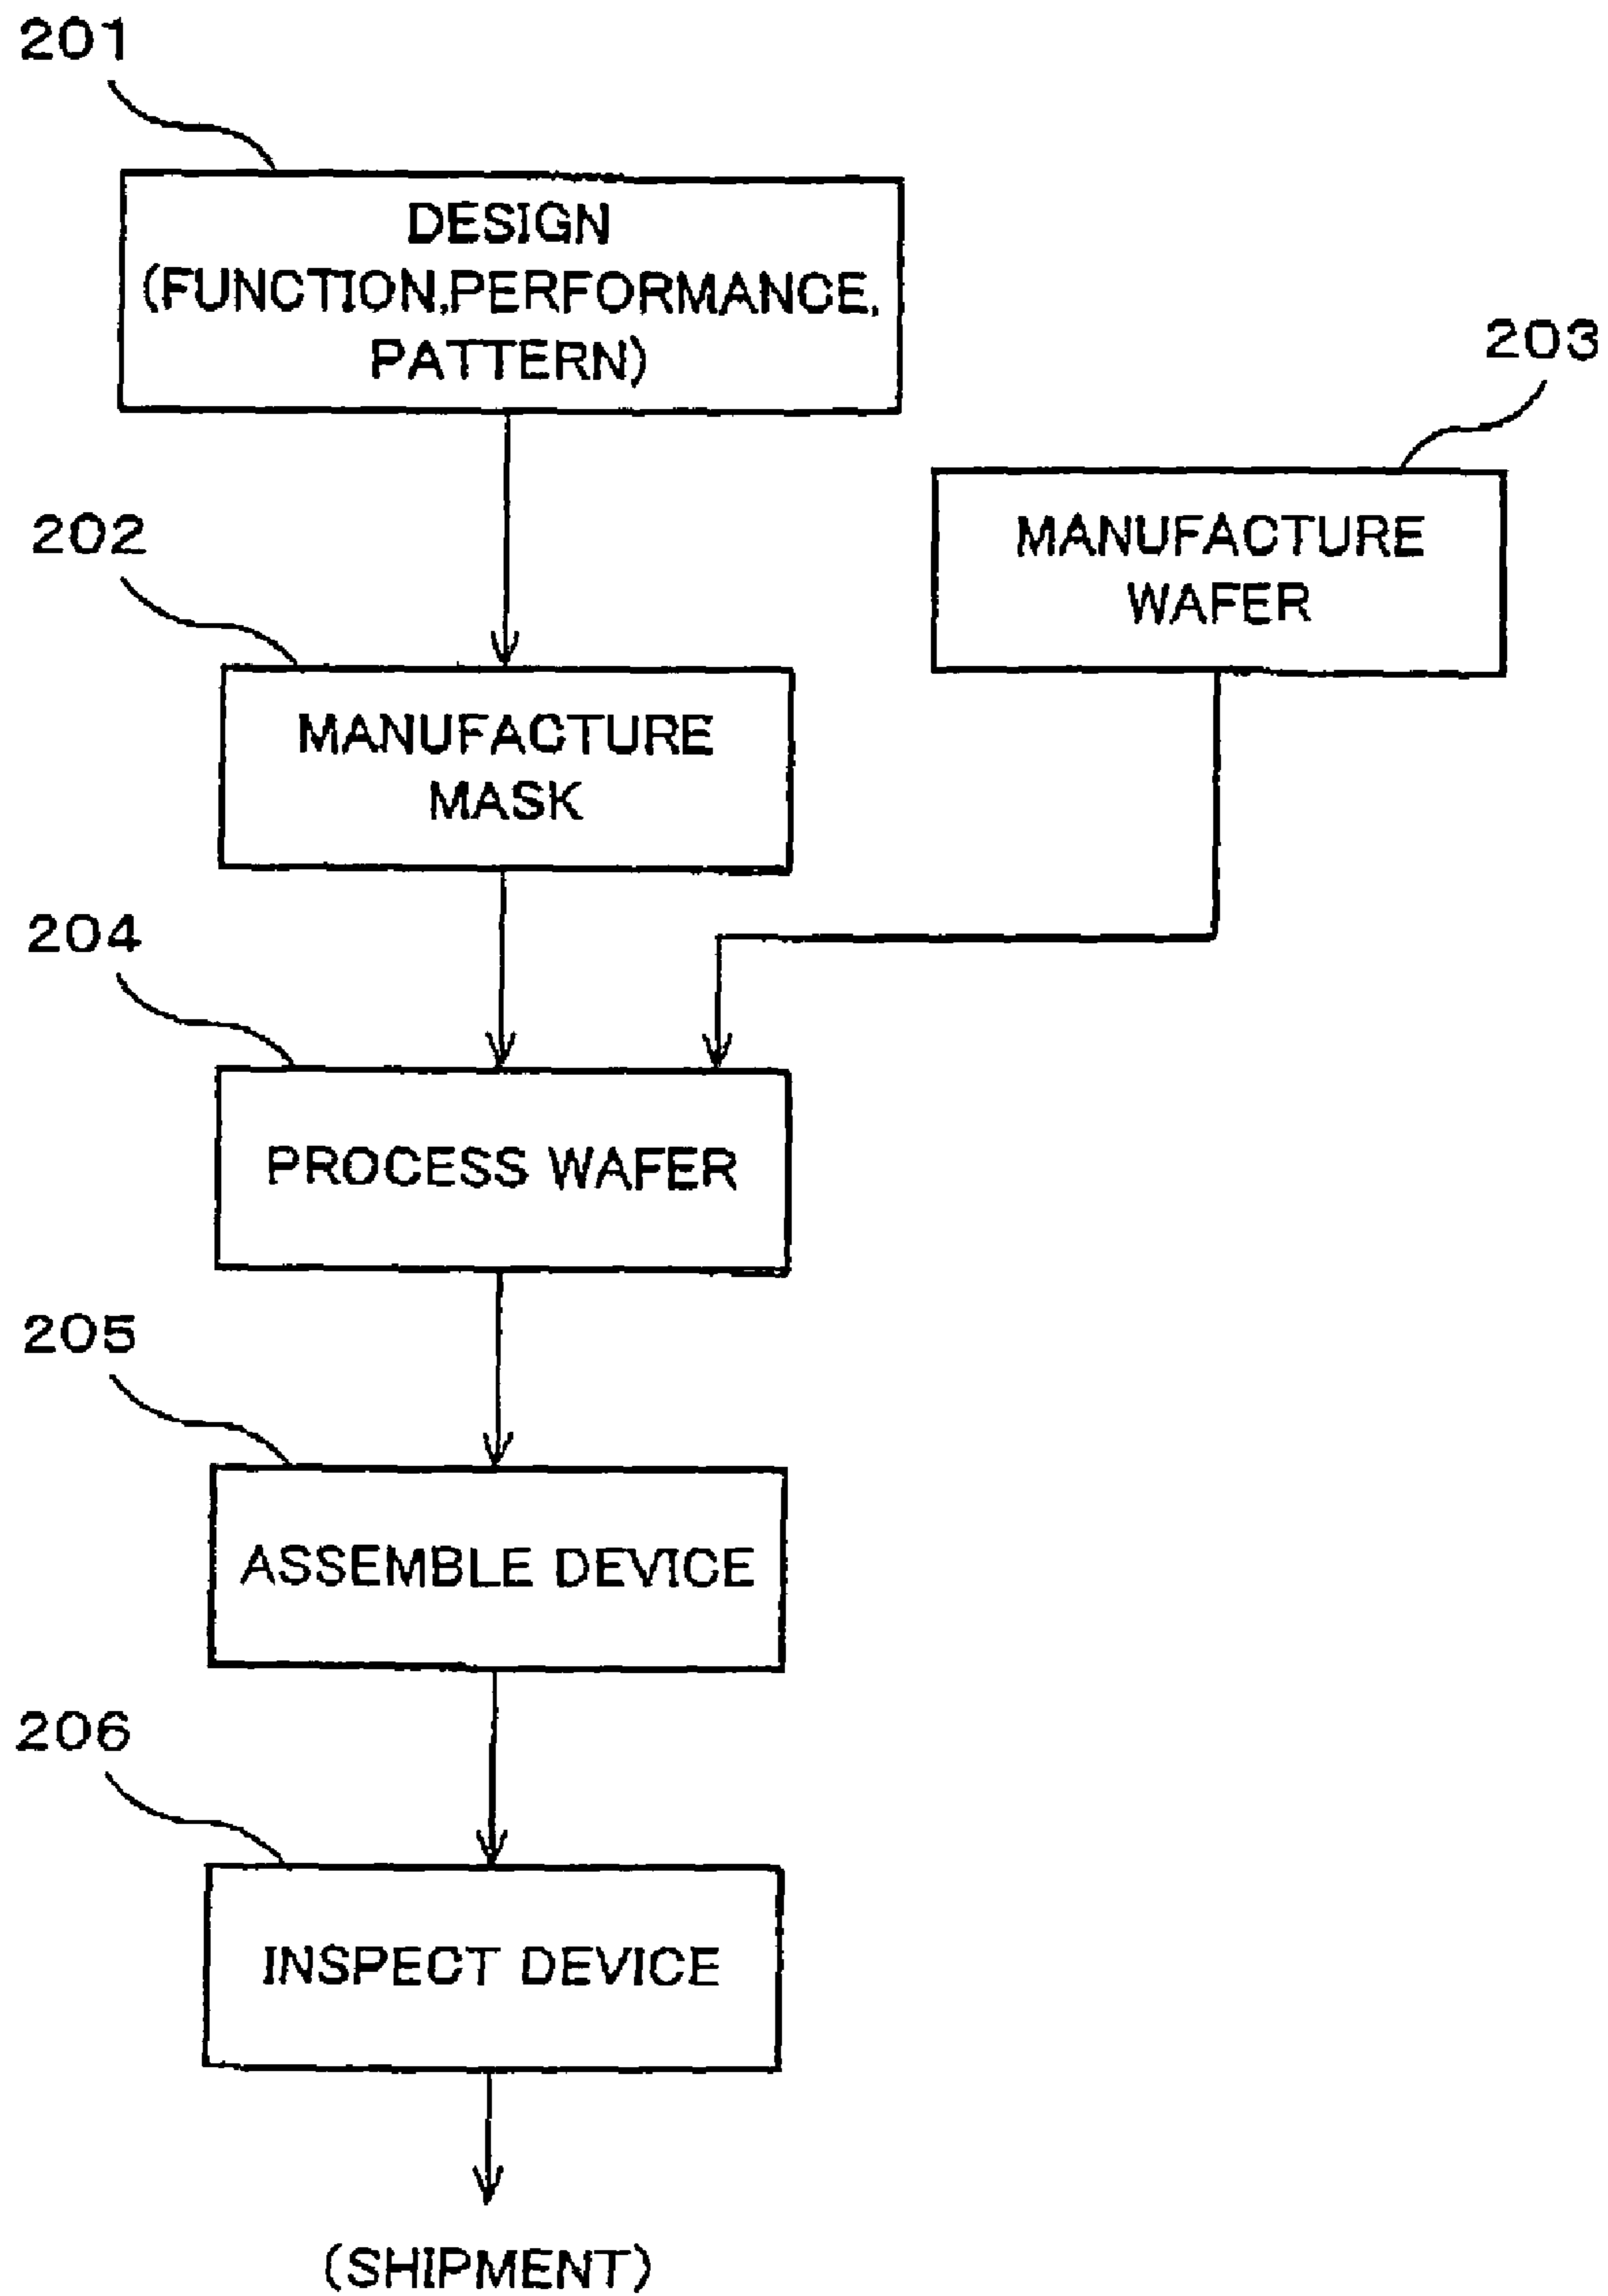 201
DESIGN
(FUNCTION,PERFORMANCE,
PATTERN)
203
MANUFACTURE
WAFER
202
MANUFACTURE
MASK
204
PROCESS WAFER
205
ASSEMBLE DEVICE
206
INSPECT DEVICE
(SHIPMENT)